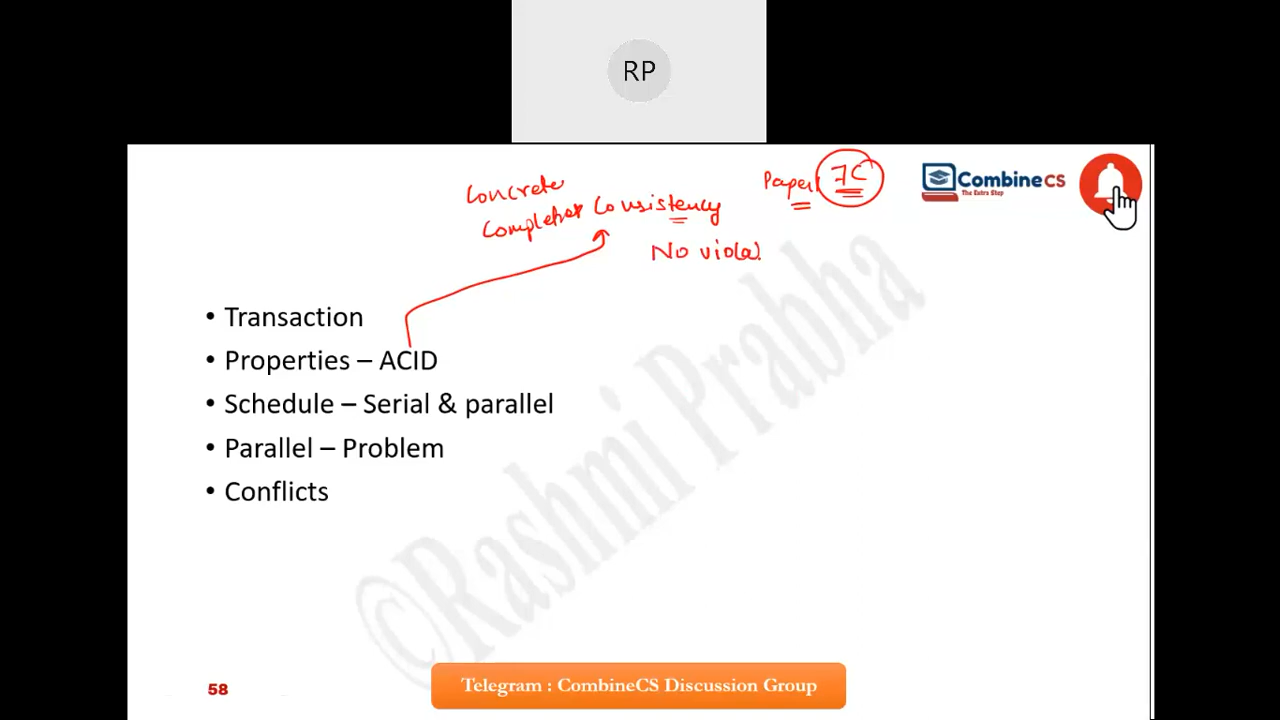 RP
Concrete
Consistency
Paper 7C
No viola.
CombineCS
The Extra Step
• Transaction
• Properties – ACID
• Schedule – Serial & parallel
• Parallel – Problem
• Conflicts
©Rashmi Prabha
58
Telegram : CombineCS Discussion Group